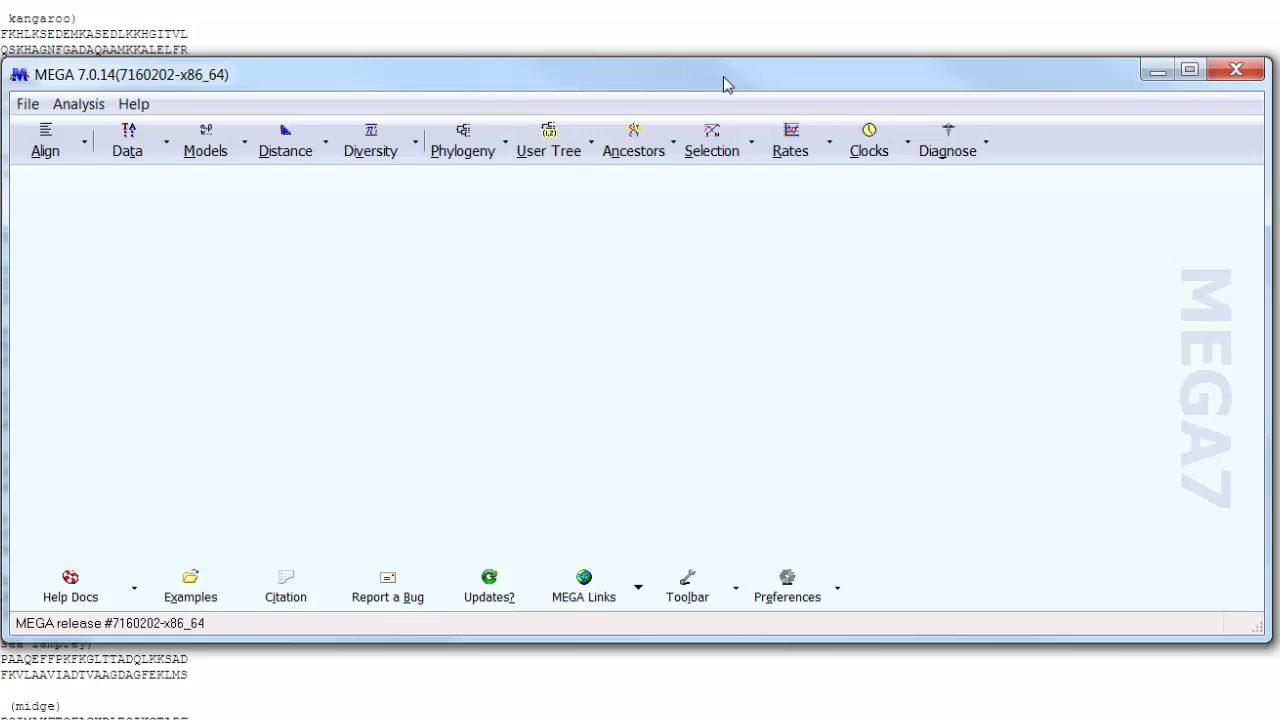 kangaroo)
FKHLKSEDEMKASEDLKKHGITVL
QSKHAGNFGADAQAAMKKALELFR
MEGA 7.0.14(7160202-x86_64)
File Analysis Help
Align Data Models Distance Diversity Phylogeny User Tree Ancestors Selection Rates Clocks Diagnose
MEGA7
Help Docs Examples Citation Report a Bug Updates? MEGA Links Toolbar Preferences
MEGA release #7160202-x86_64
sea lamprey)
PAAQEFFPKFKGLTTADQLKKSAD
FKVLAAVIADTVAAGDAGFEKLMS
(midge)